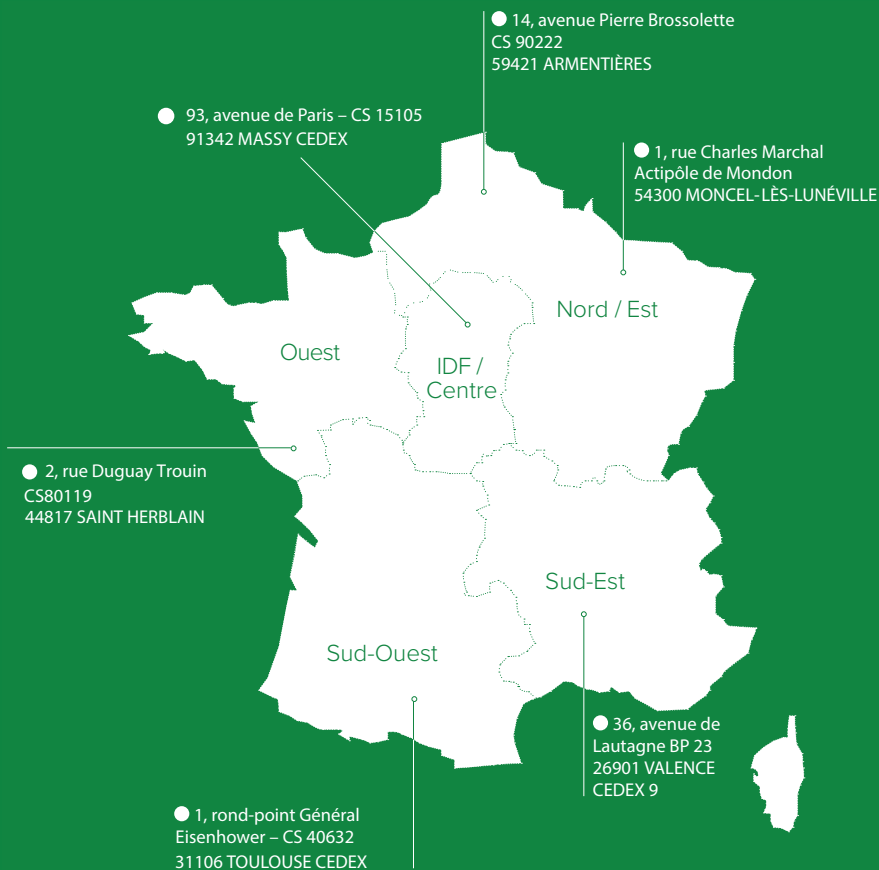 ● 14, avenue Pierre Brossolette
CS 90222
59421 ARMENTIÈRES
● 93, avenue de Paris – CS 15105
91342 MASSY CEDEX
● 1, rue Charles Marchal
Actipôle de Mondon
54300 MONCEL-LÈS-LUNÉVILLE
Nord / Est
Ouest
IDF /
Centre
● 2, rue Duguay Trouin
CS80119
44817 SAINT HERBLAIN
Sud-Est
Sud-Ouest
● 36, avenue de
Lautagne BP 23
26901 VALENCE
CEDEX 9
● 1, rond-point Général
Eisenhower – CS 40632
31106 TOULOUSE CEDEX